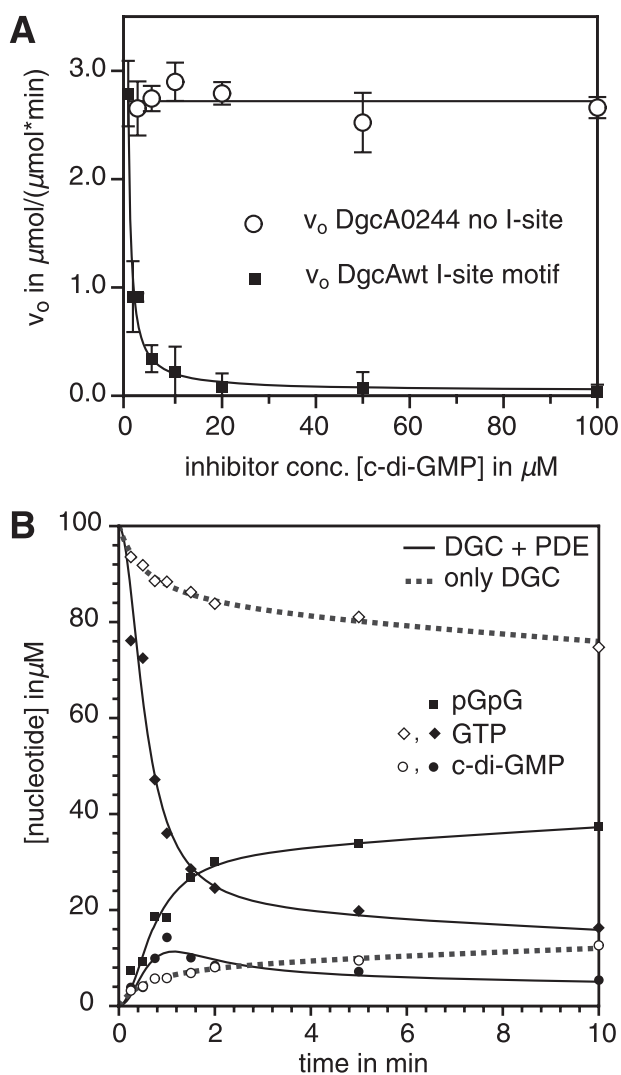 A
3.0
2.0
1.0
0.0
v₀ in μmol/(μmol*min)
v₀ DgcA0244 no I-site
v₀ DgcAwt I-site motif
0 20 40 60 80 100
inhibitor conc. [c-di-GMP] in μM
B
100
80
60
40
20
0
[nucleotide] inμM
DGC + PDE
only DGC
pGpG
, GTP
, c-di-GMP
0 2 4 6 8 10
time in min